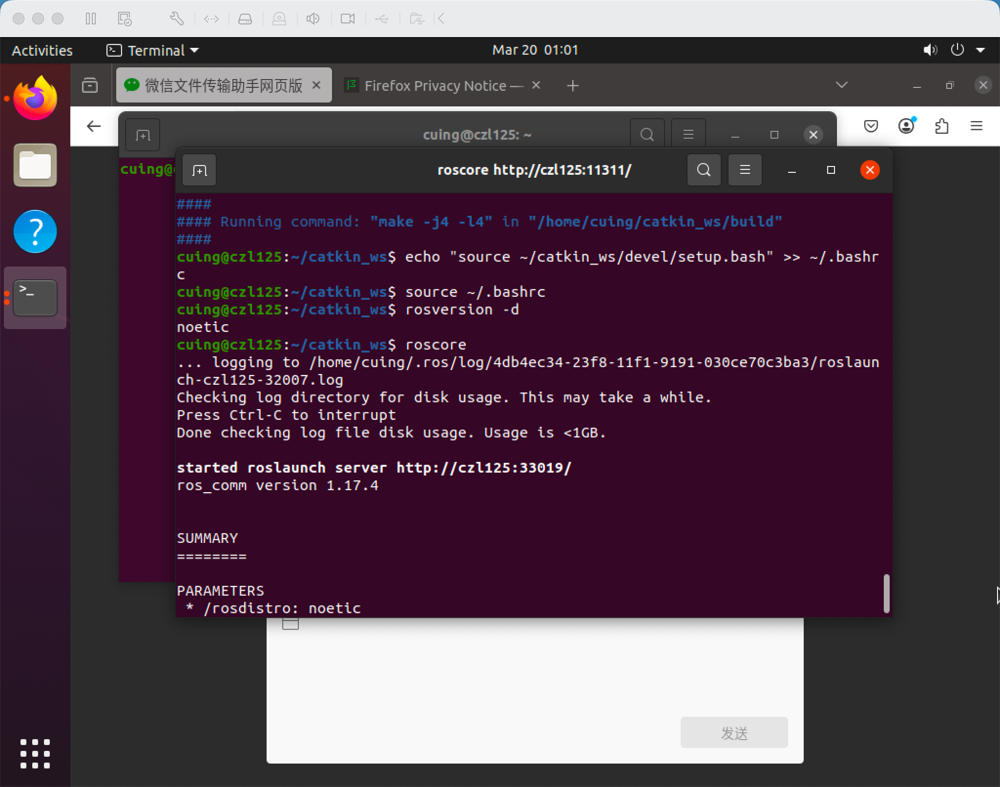 Activities
Terminal
Mar 20 01:01
微信文件传输助手网页版
Firefox Privacy Notice —
cuing@czl125: ~
cuing@
roscore http://czl125:11311/
####
#### Running command: "make -j4 -l4" in "/home/cuing/catkin_ws/build"
####
cuing@czl125:~/catkin_ws$ echo "source ~/catkin_ws/devel/setup.bash" >> ~/.bashr
c
cuing@czl125:~/catkin_ws$ source ~/.bashrc
cuing@czl125:~/catkin_ws$ rosversion -d
noetic
cuing@czl125:~/catkin_ws$ roscore
... logging to /home/cuing/.ros/log/4db4ec34-23f8-11f1-9191-030ce70c3ba3/roslaun
ch-czl125-32007.log
Checking log directory for disk usage. This may take a while.
Press Ctrl-C to interrupt
Done checking log file disk usage. Usage is <1GB.
started roslaunch server http://czl125:33019/
ros_comm version 1.17.4
SUMMARY
========
PARAMETERS
 * /rosdistro: noetic
发送